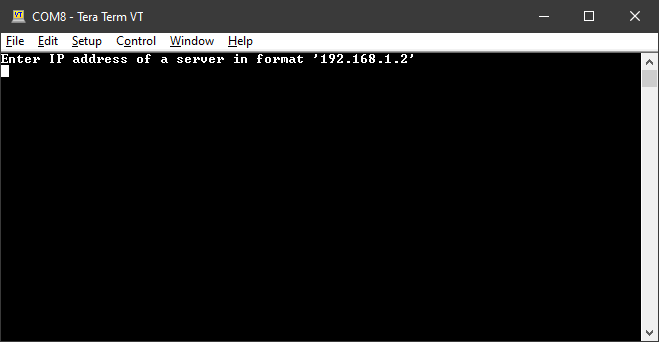 VT COM8 - Tera Term VT
File Edit Setup Control Window Help
Enter IP address of a server in format '192.168.1.2'